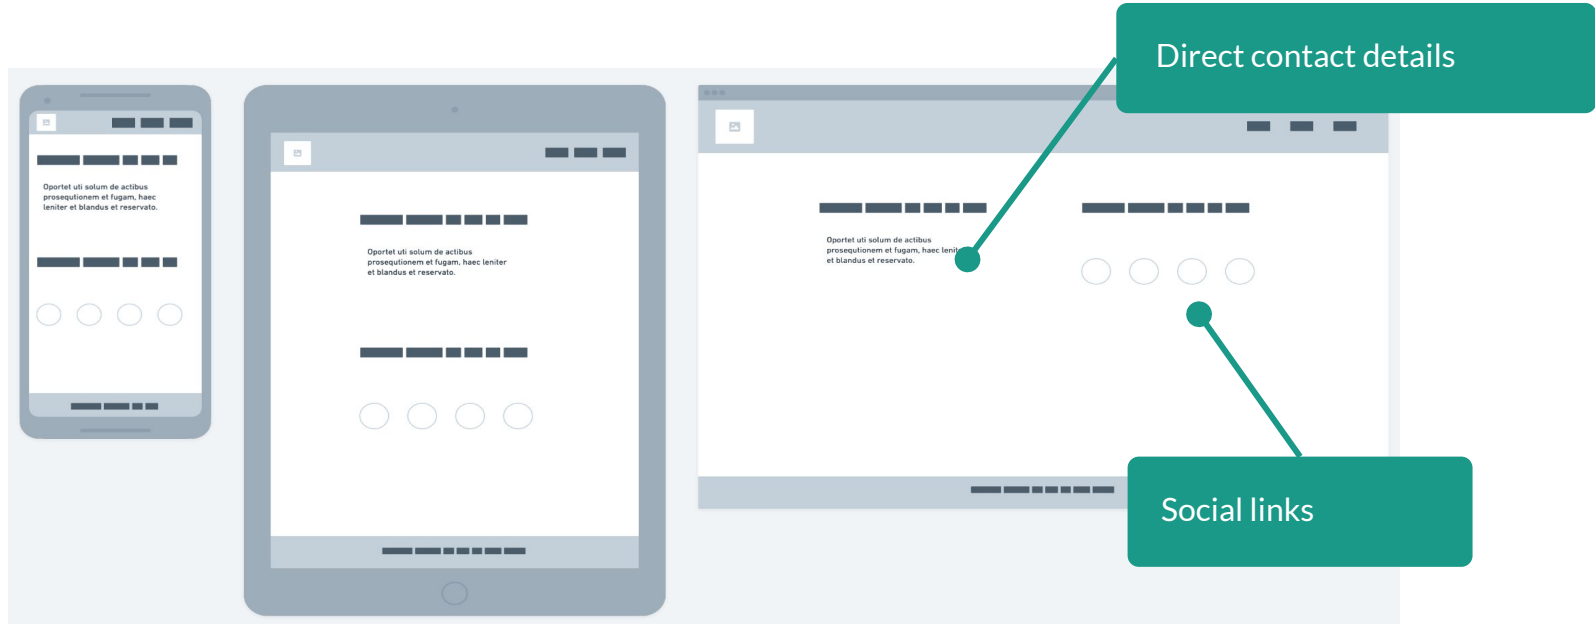 Direct contact details
Oportet uti solum de actibus
prosequtionem et fugam, haec
leniter et blandus et reservato.
Oportet uti solum de actibus
prosequtionem et fugam, haec leniter
et blandus et reservato.
Oportet uti solum de actibus
prosequtionem et fugam, haec lenit
et blandus et reservato.
Social links